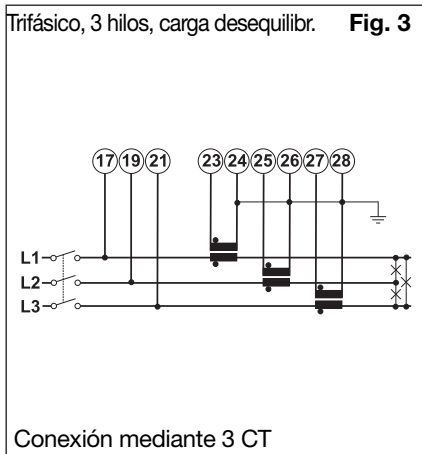 Trifásico, 3 hilos, carga desequilibr. Fig. 3
17 19 21 23 24 25 26 27 28
L1
L2
L3
Conexión mediante 3 CT